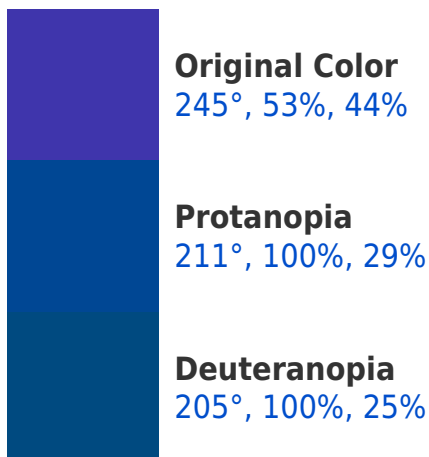 Original Color
245°, 53%, 44%
Protanopia
211°, 100%, 29%
Deuteranopia
205°, 100%, 25%